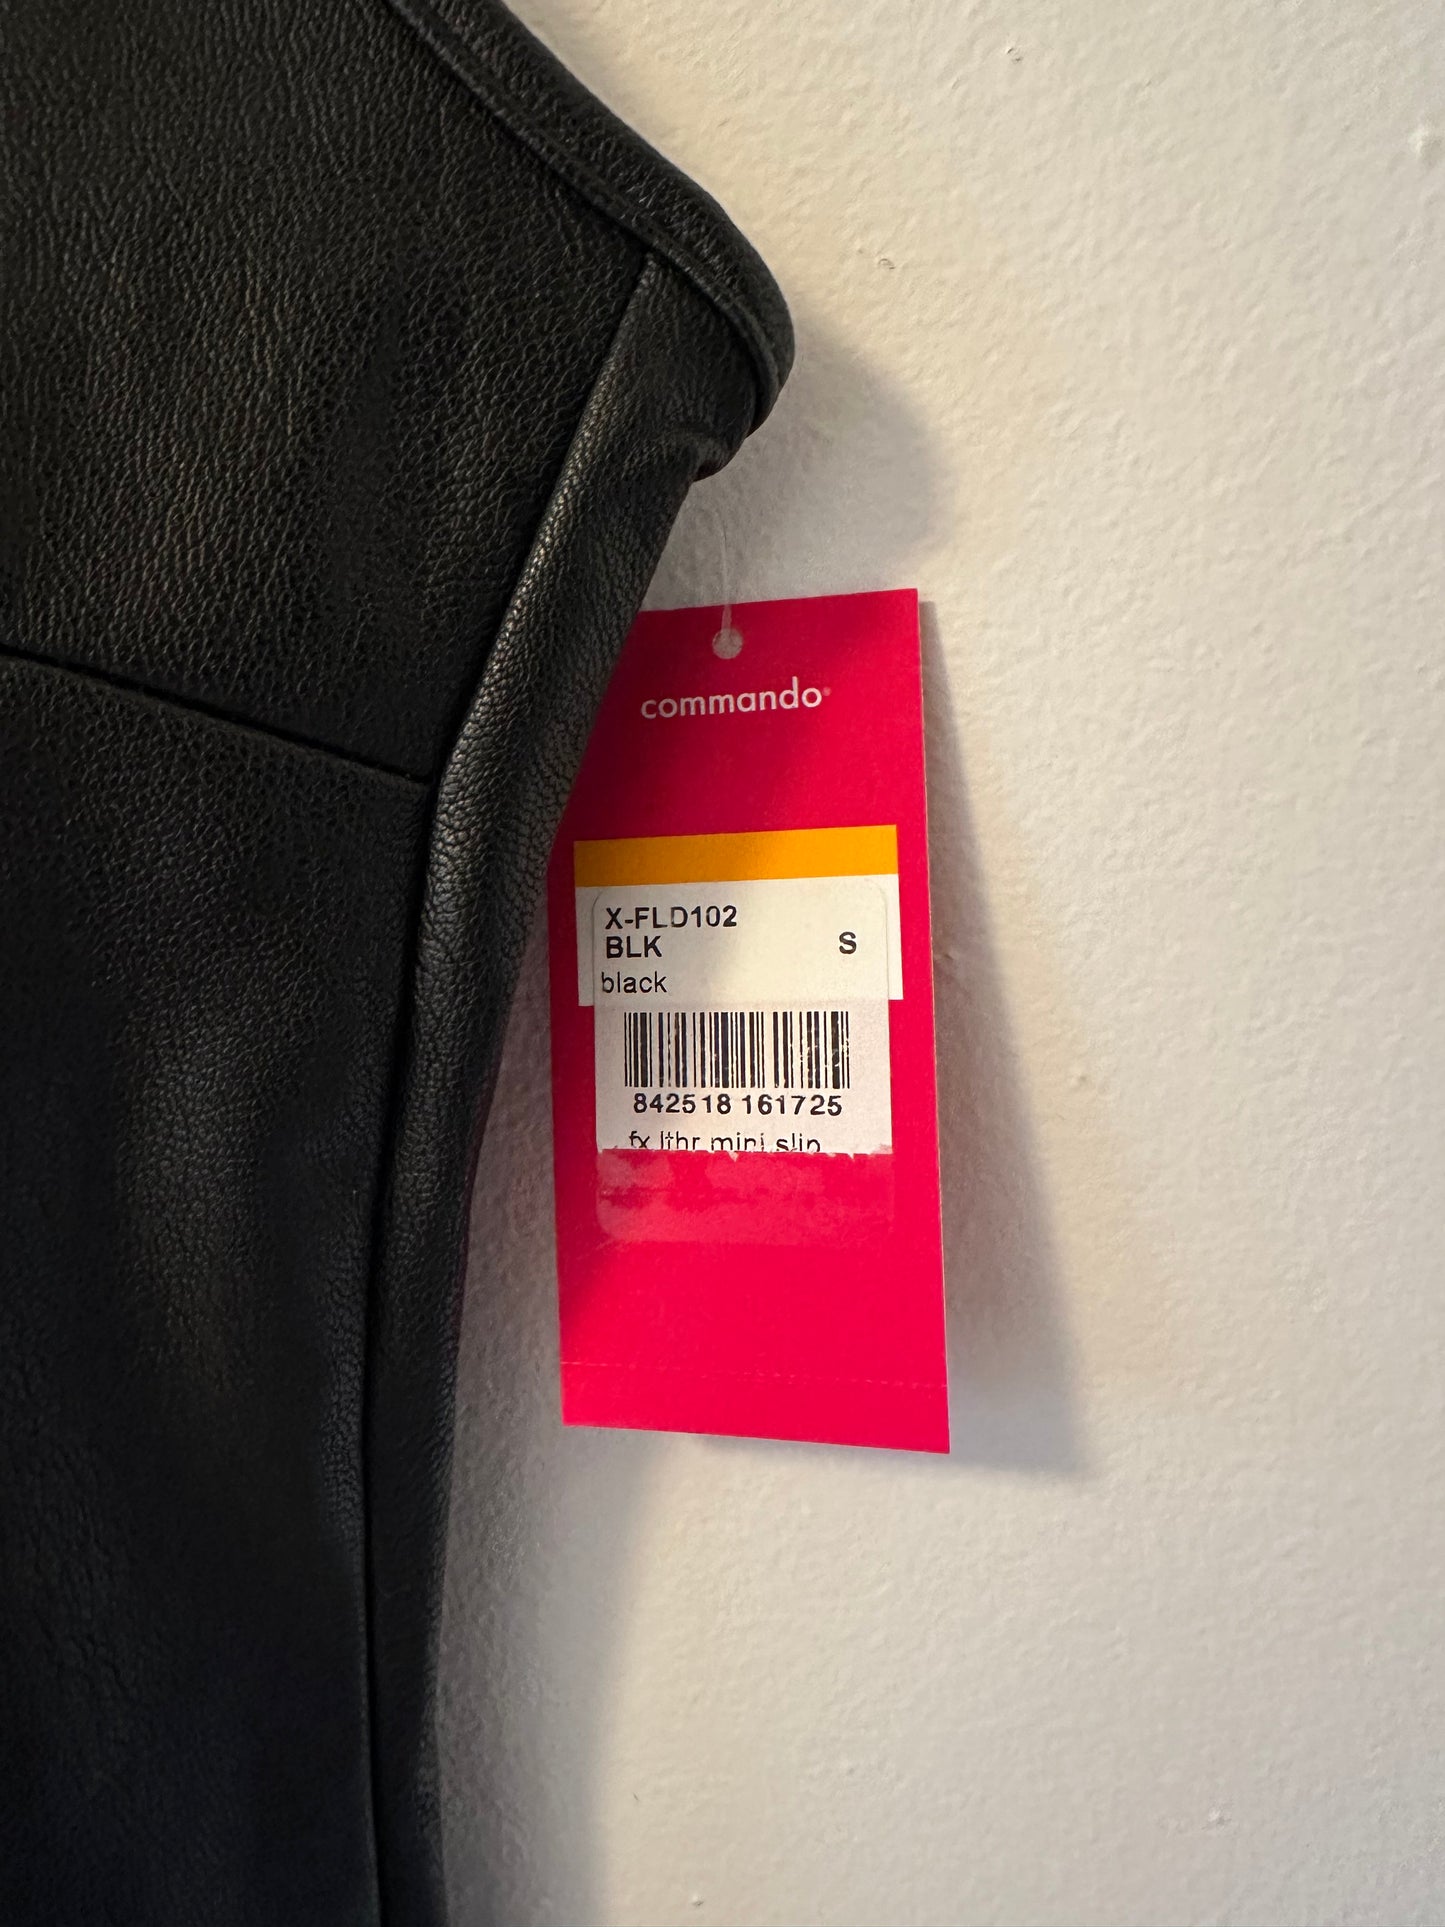 commando®
X-FLD102
BLK S
black
842518 161725
fx lthr mini slip